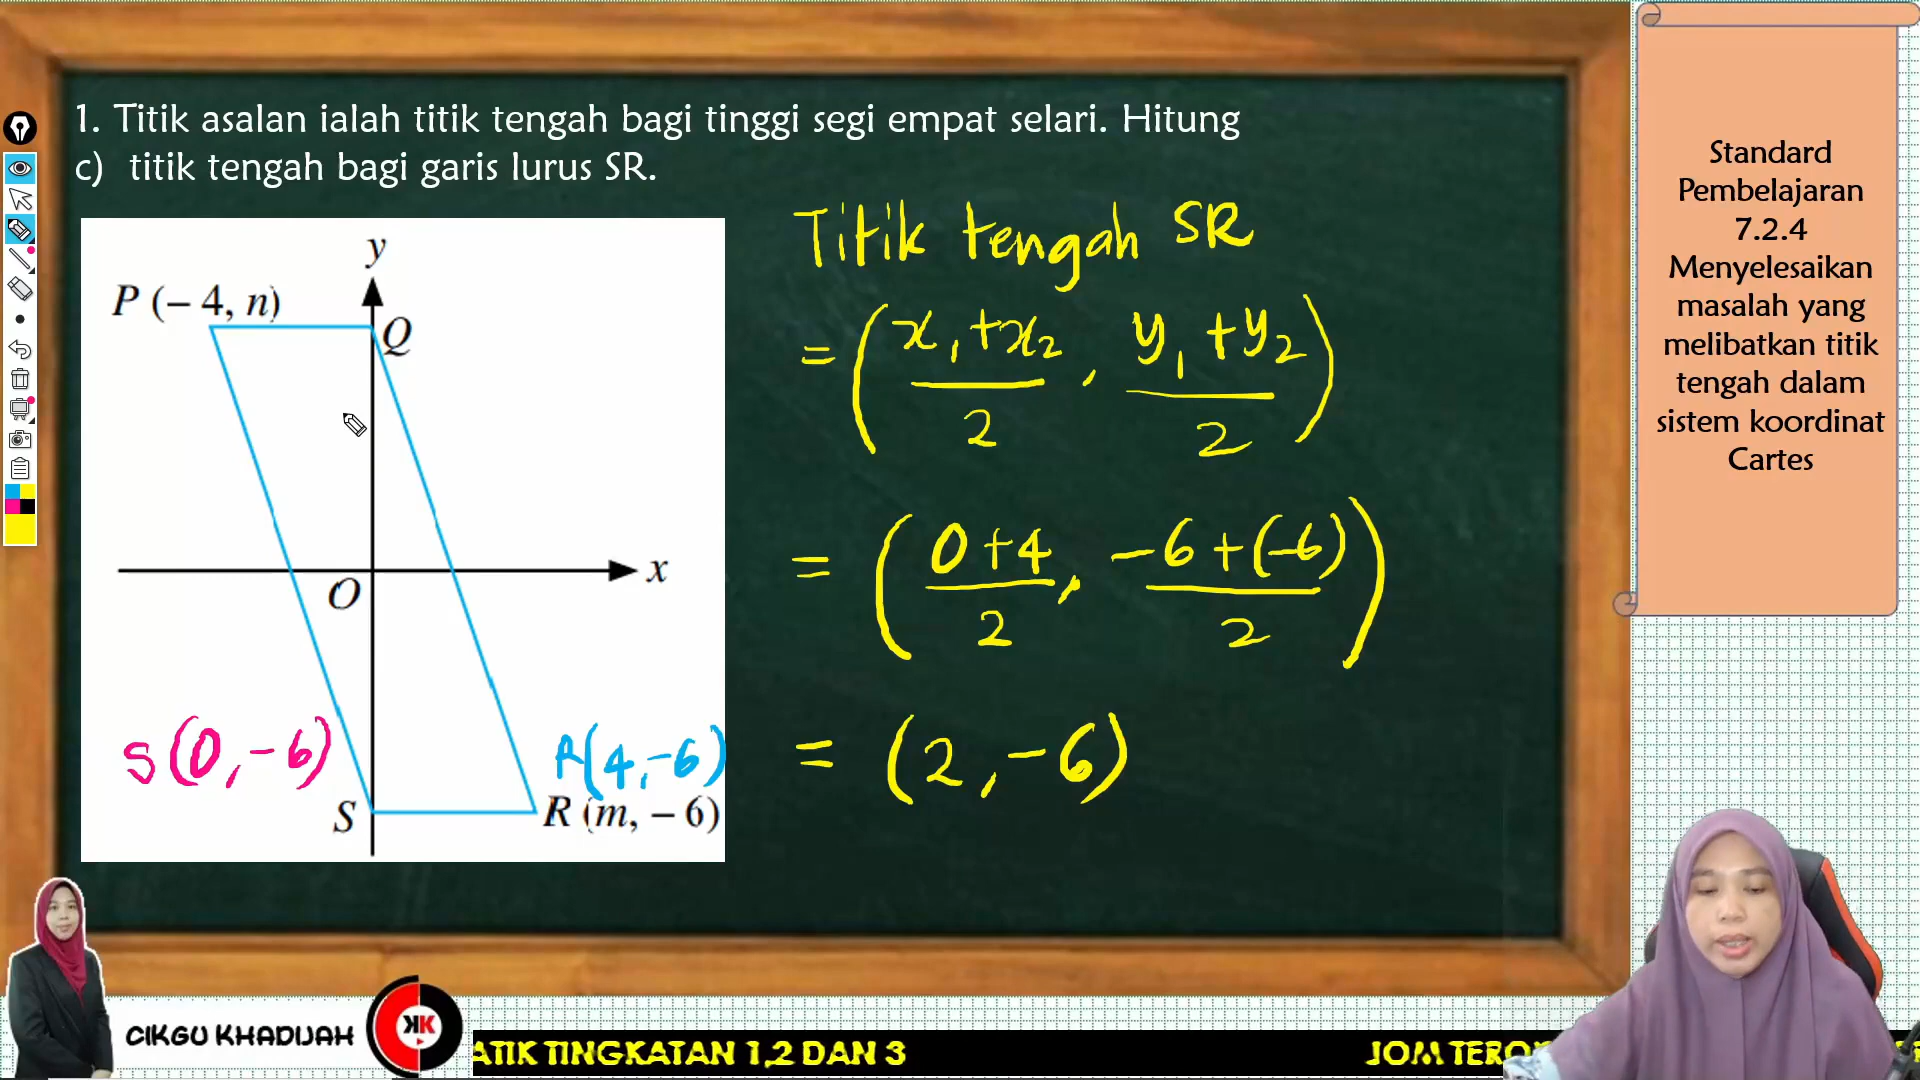 1. Titik asalan ialah titik tengah bagi tinggi segi empat selari. Hitung
c) titik tengah bagi garis lurus SR.
y
P (– 4, n)
Q
x
O
S(0, -6)
R(4, -6)
S
R (m, – 6)
Titik tengah SR
= ( x₁ + x₂ / 2 , y₁ + y₂ / 2 )
= ( 0 + 4 / 2 , -6 + (-6) / 2 )
= (2, -6)
Standard
Pembelajaran
7.2.4
Menyelesaikan
masalah yang
melibatkan titik
tengah dalam
sistem koordinat
Cartes
CIKGU KHADIJAH
KK
ATIK TINGKATAN 1,2 DAN 3
JOM TERO